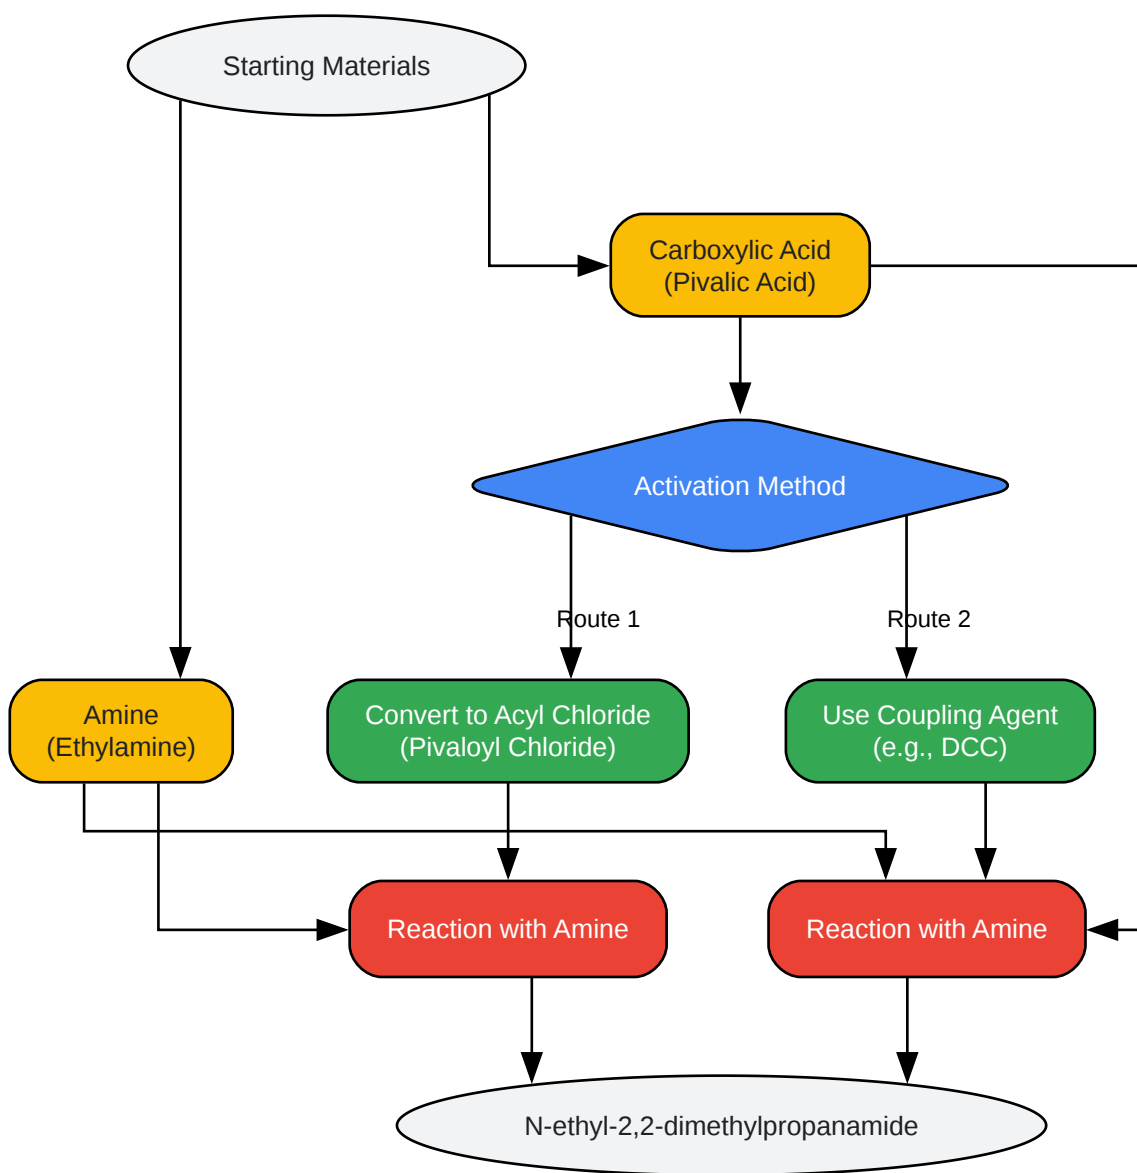 Starting Materials
Carboxylic Acid
(Pivalic Acid)
Activation Method
Route 1
Route 2
Amine
(Ethylamine)
Convert to Acyl Chloride
(Pivaloyl Chloride)
Use Coupling Agent
(e.g., DCC)
Reaction with Amine
Reaction with Amine
N-ethyl-2,2-dimethylpropanamide